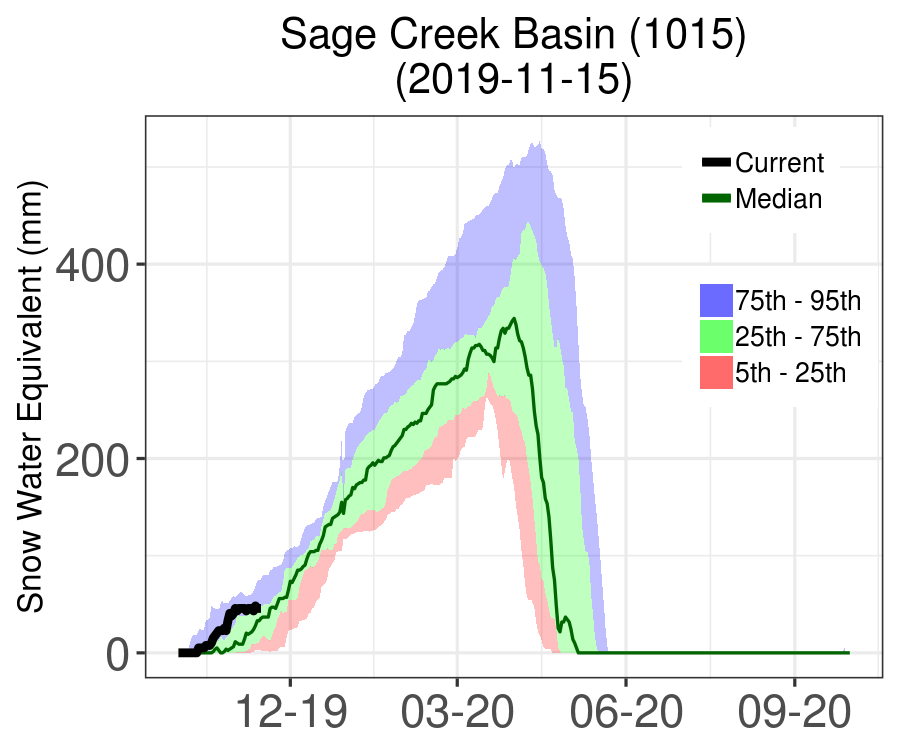 Sage Creek Basin (1015)
(2019-11-15)
Snow Water Equivalent (mm)
400
200
0
12-19
03-20
06-20
09-20
Current
Median
75th - 95th
25th - 75th
5th - 25th